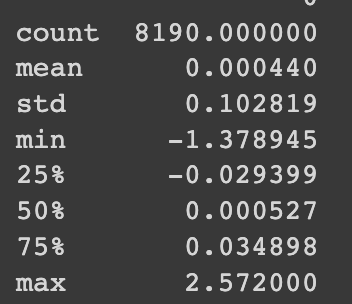 0
count 8190.000000
mean 0.000440
std 0.102819
min -1.378945
25% -0.029399
50% 0.000527
75% 0.034898
max 2.572000